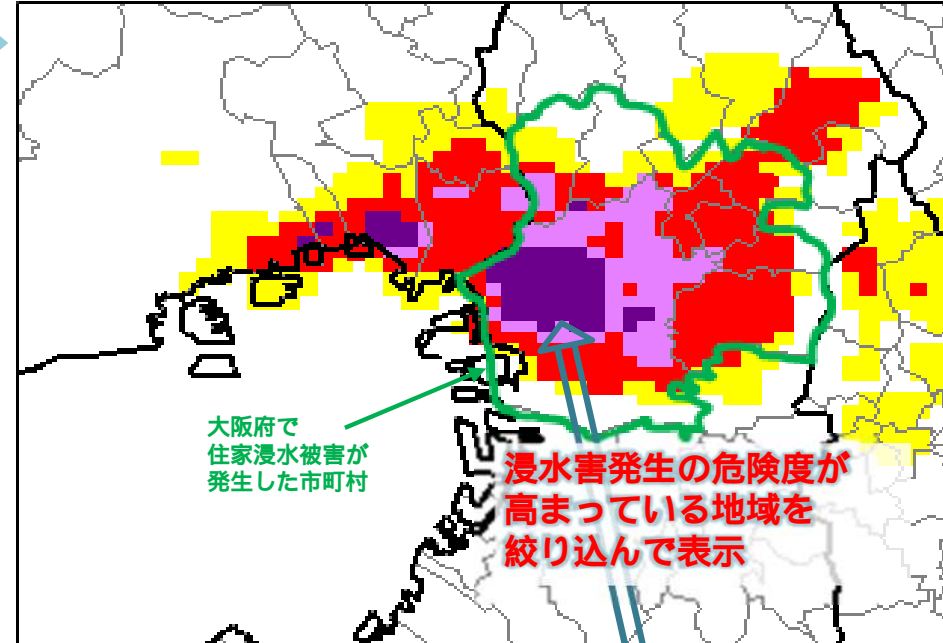 大阪府で
住家浸水被害が
発生した市町村
浸水害発生の危険度が
高まっている地域を
絞り込んで表示